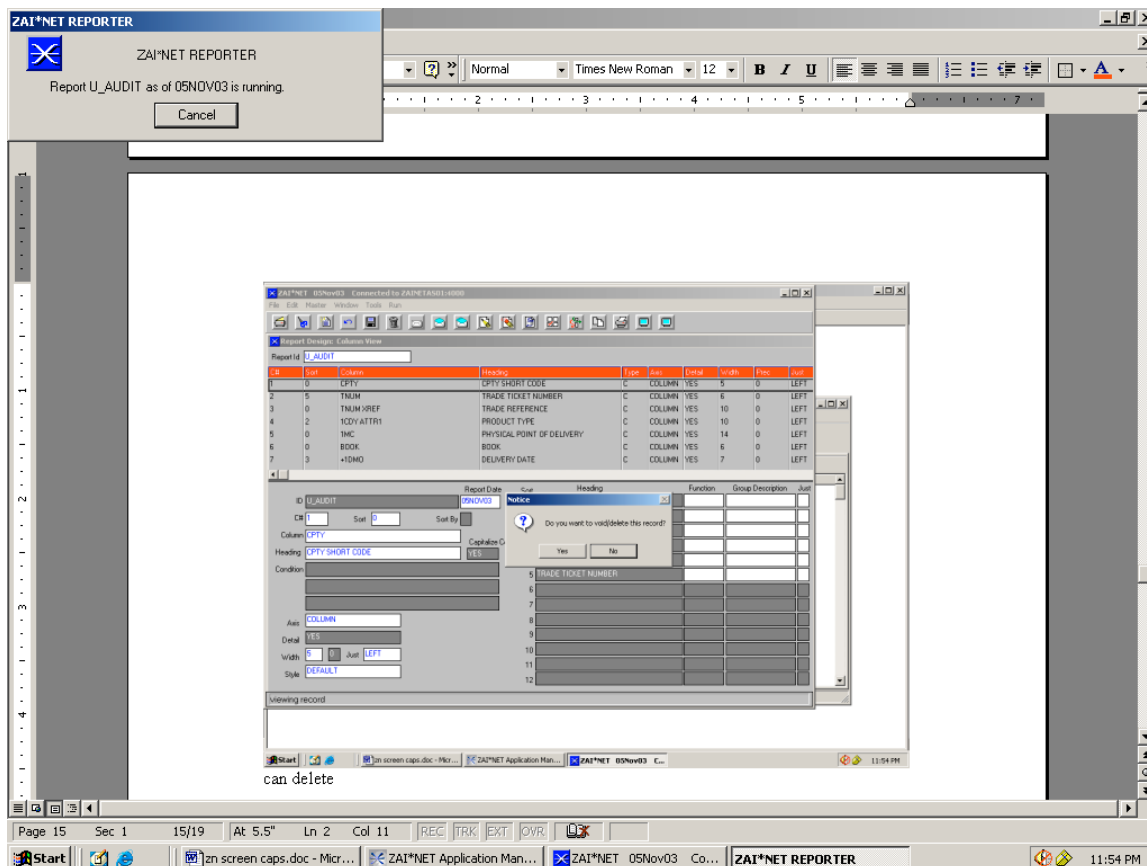 ZAI*NET REPORTER
ZAI*NET REPORTER
Report U_AUDIT as of 05NOV03 is running.
Cancel
Normal Times New Roman 12 B I U A
2 3 4 5 7
ZAI*NET 05Nov03 Connected to ZAINETAS01:4000
File Edit Master Window Tools Run
Report Design: Column View
Report Id U_AUDIT
C# Sort Column Heading Type Axis Detail Width Prec Just
1 0 CPTY CPTY SHORT CODE C COLUMN YES 5 0 LEFT
2 5 TNUM TRADE TICKET NUMBER C COLUMN YES 6 0 LEFT
3 0 TNUM XREF TRADE REFERENCE C COLUMN YES 10 0 LEFT
4 2 1CDY ATTR1 PRODUCT TYPE C COLUMN YES 10 0 LEFT
5 0 1MC PHYSICAL POINT OF DELIVERY C COLUMN YES 14 0 LEFT
6 0 BOOK BOOK C COLUMN YES 6 0 LEFT
7 3 +1DMO DELIVERY DATE C COLUMN YES 7 0 LEFT
Report Date Sort Heading Function Group Description Just
ID U_AUDIT 05NOV03
C# 1 Sort 0 Sort By
Column CPTY
Capitalize C
Heading CPTY SHORT CODE YES
Condition
Axis COLUMN
Detail YES
Width 5 0 Just LEFT
Style DEFAULT
Notice
Do you want to void/delete this record?
Yes No
5 TRADE TICKET NUMBER
6
7
8
9
10
11
12
viewing record
Start zn screen caps.doc - Micr... ZAI*NET Application Man... ZAI*NET 05Nov03 C... 11:54 PM
can delete
Page 15 Sec 1 15/19 At 5.5" Ln 2 Col 11 REC TRK EXT OVR
Start zn screen caps.doc - Micr... ZAI*NET Application Man... ZAI*NET 05Nov03 Co... ZAI*NET REPORTER 11:54 PM